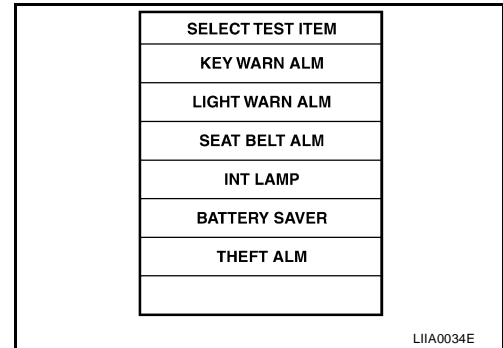 SELECT TEST ITEM
KEY WARN ALM
LIGHT WARN ALM
SEAT BELT ALM
INT LAMP
BATTERY SAVER
THEFT ALM
LIIA0034E